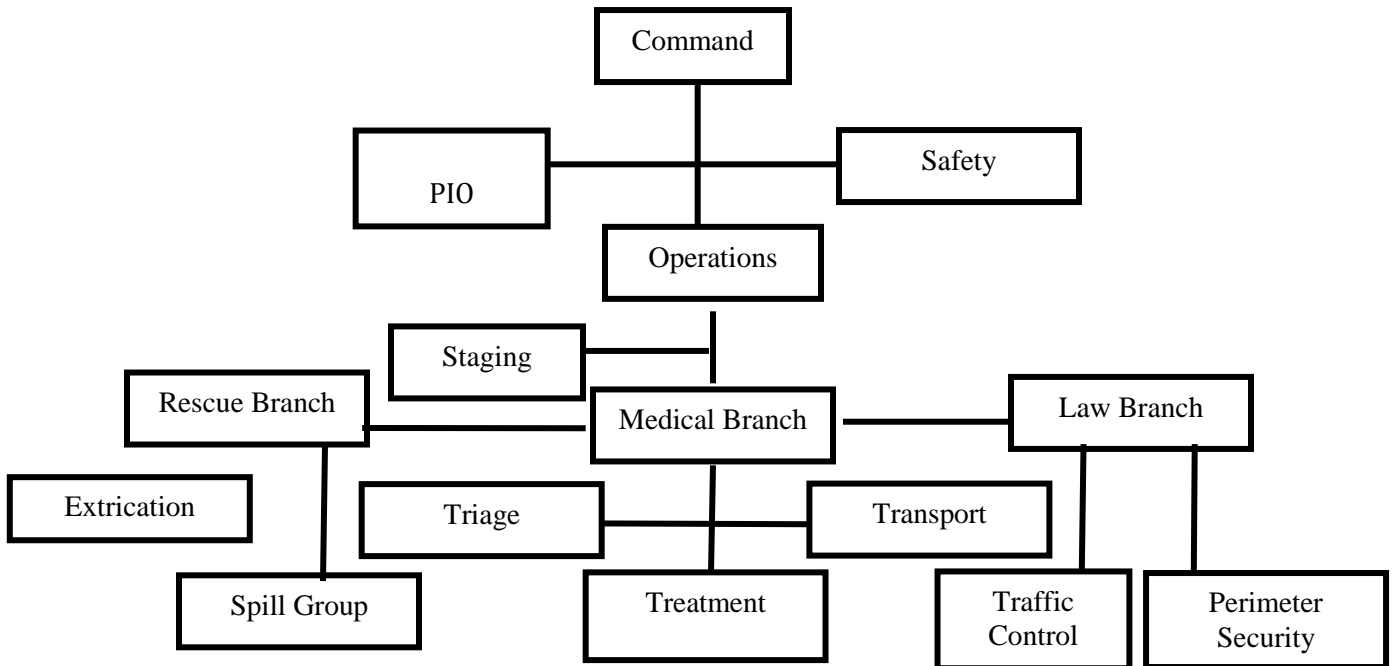 Command
PIO
Safety
Operations
Staging
Rescue Branch
Medical Branch
Law Branch
Extrication
Triage
Transport
Spill Group
Treatment
Traffic
Control
Perimeter
Security